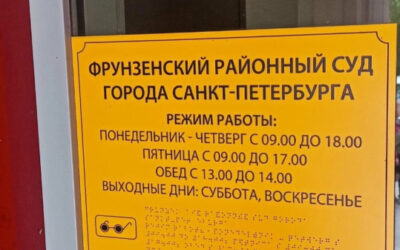 ФРУНЗЕНСКИЙ РАЙОННЫЙ СУД
ГОРОДА САНКТ-ПЕТЕРБУРГА
РЕЖИМ РАБОТЫ:
ПОНЕДЕЛЬНИК - ЧЕТВЕРГ С 09.00 ДО 18.00
ПЯТНИЦА С 09.00 ДО 17.00
ОБЕД С 13.00 ДО 14.00
ВЫХОДНЫЕ ДНИ: СУББОТА, ВОСКРЕСЕНЬЕ